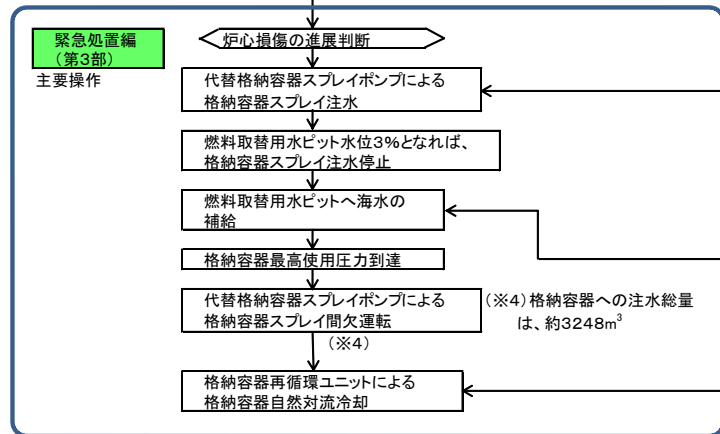 緊急処置編
（第3部）
主要操作
炉心損傷の進展判断
代替格納容器スプレイポンプによる
格納容器スプレイ注水
燃料取替用水ピット水位3%となれば、
格納容器スプレイ注水停止
燃料取替用水ピットへ海水の
補給
格納容器最高使用圧力到達
代替格納容器スプレイポンプによる
格納容器スプレイ間欠運転
（※4）格納容器への注水総量
は、約3248m³
（※4）
格納容器再循環ユニットによる
格納容器自然対流冷却